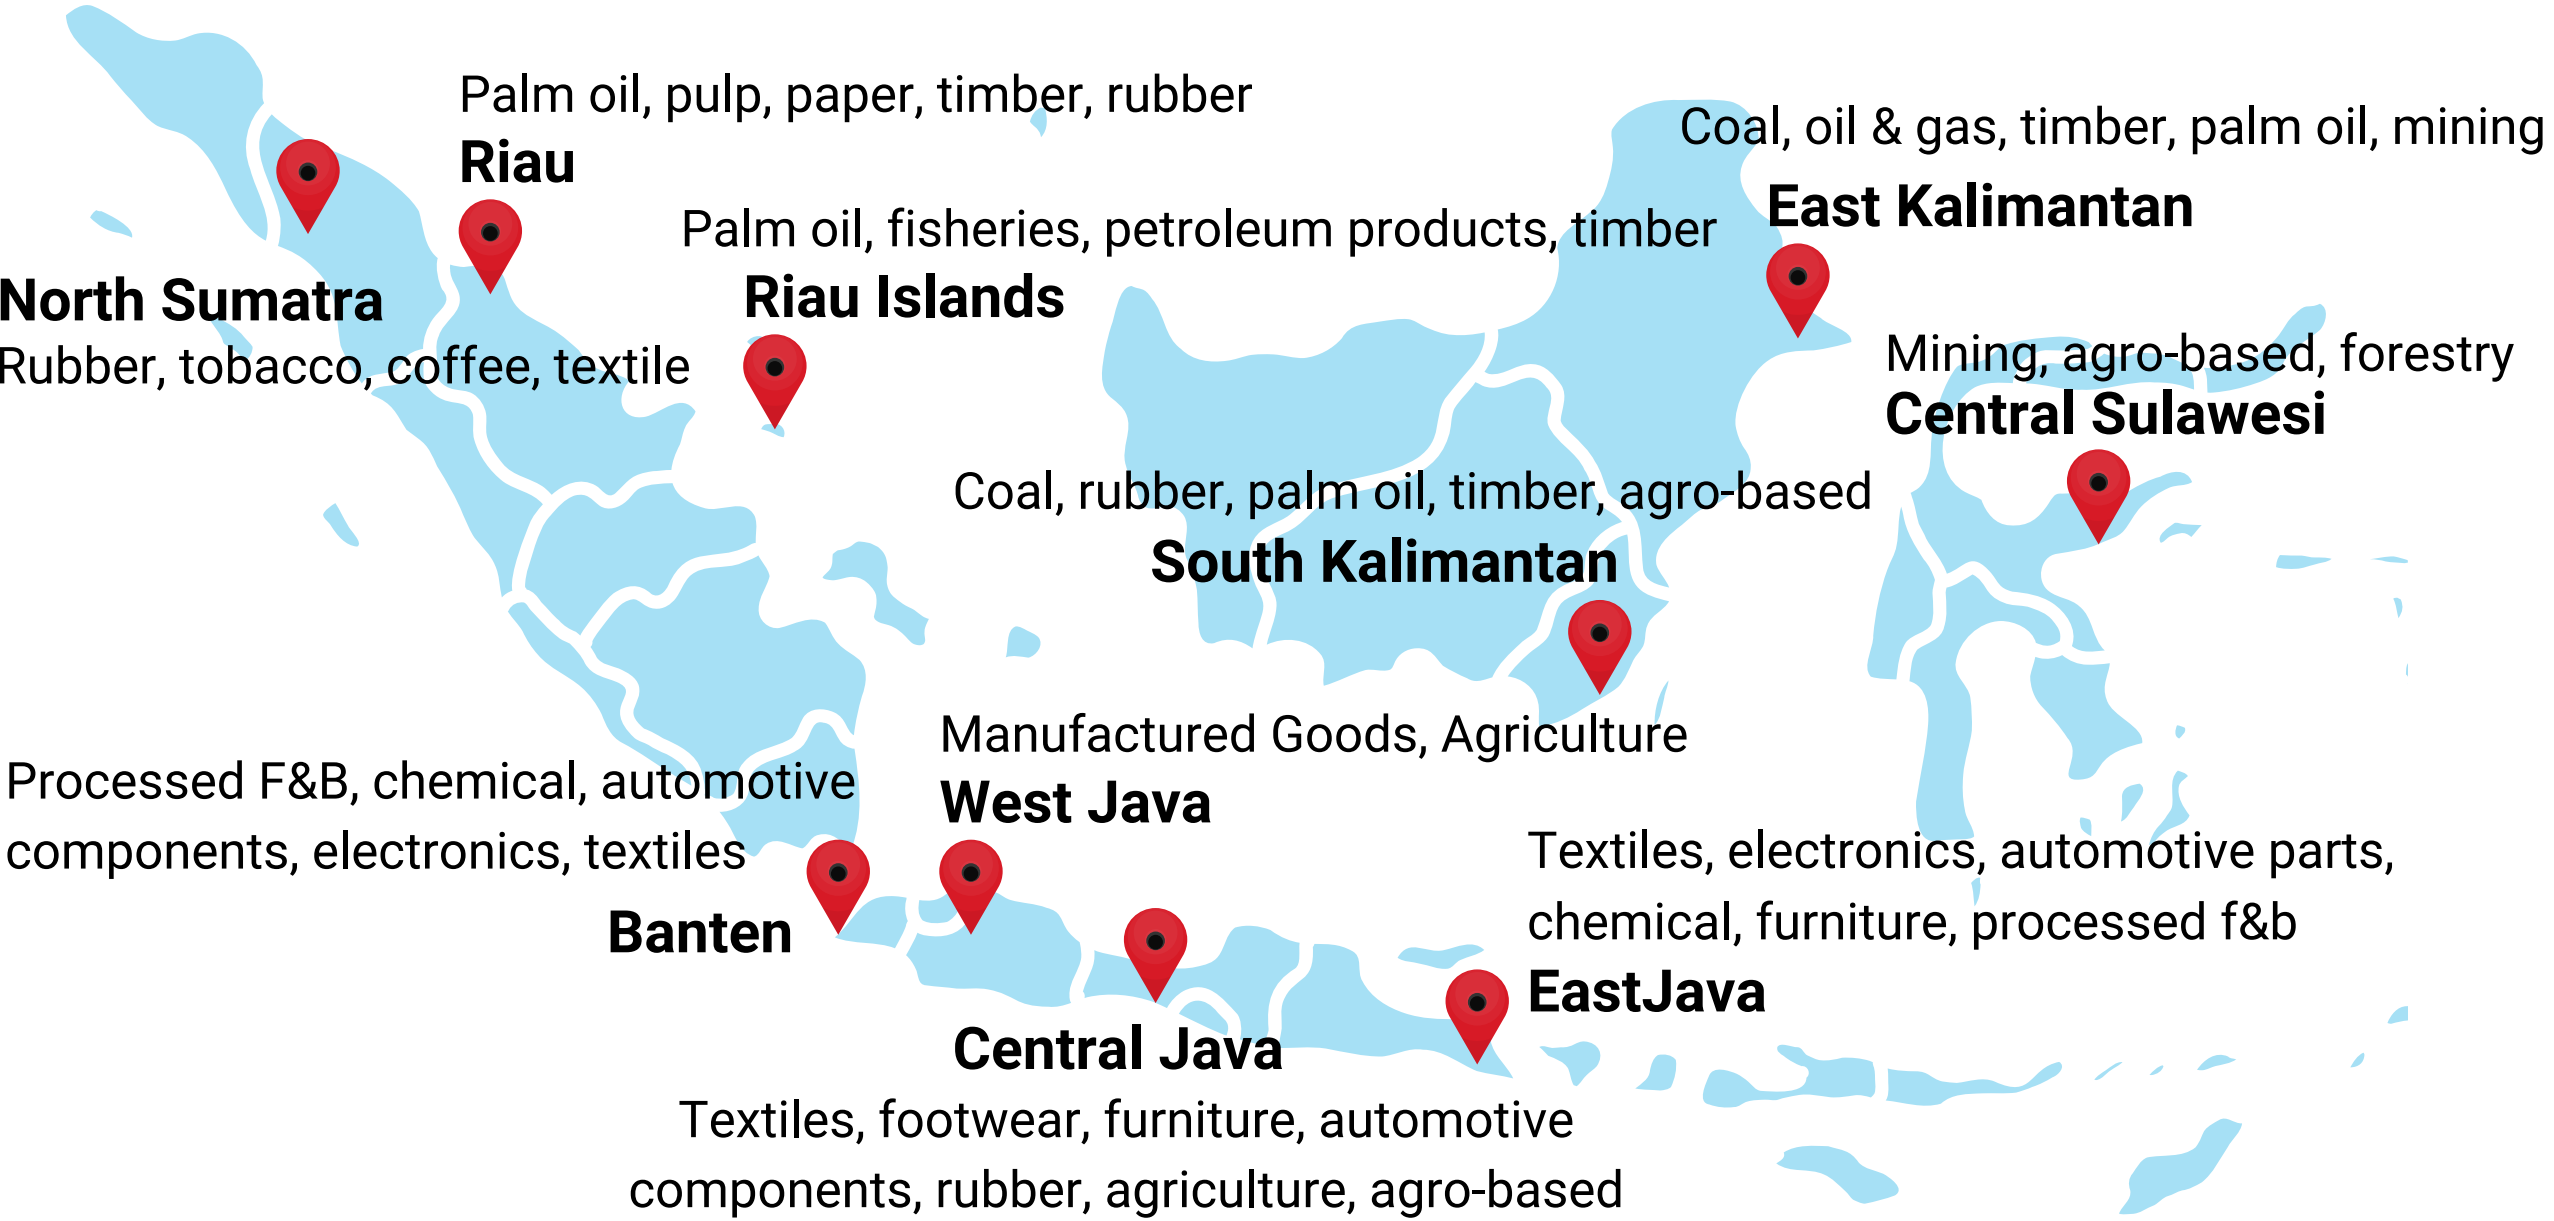 Palm oil, pulp, paper, timber, rubber
Riau
Coal, oil & gas, timber, palm oil, mining
East Kalimantan
Palm oil, fisheries, petroleum products, timber
Riau Islands
North Sumatra
Rubber, tobacco, coffee, textile
Mining, agro-based, forestry
Central Sulawesi
Coal, rubber, palm oil, timber, agro-based
South Kalimantan
Manufactured Goods, Agriculture
West Java
Processed F&B, chemical, automotive
components, electronics, textiles
Banten
Textiles, electronics, automotive parts,
chemical, furniture, processed f&b
EastJava
Central Java
Textiles, footwear, furniture, automotive
components, rubber, agriculture, agro-based